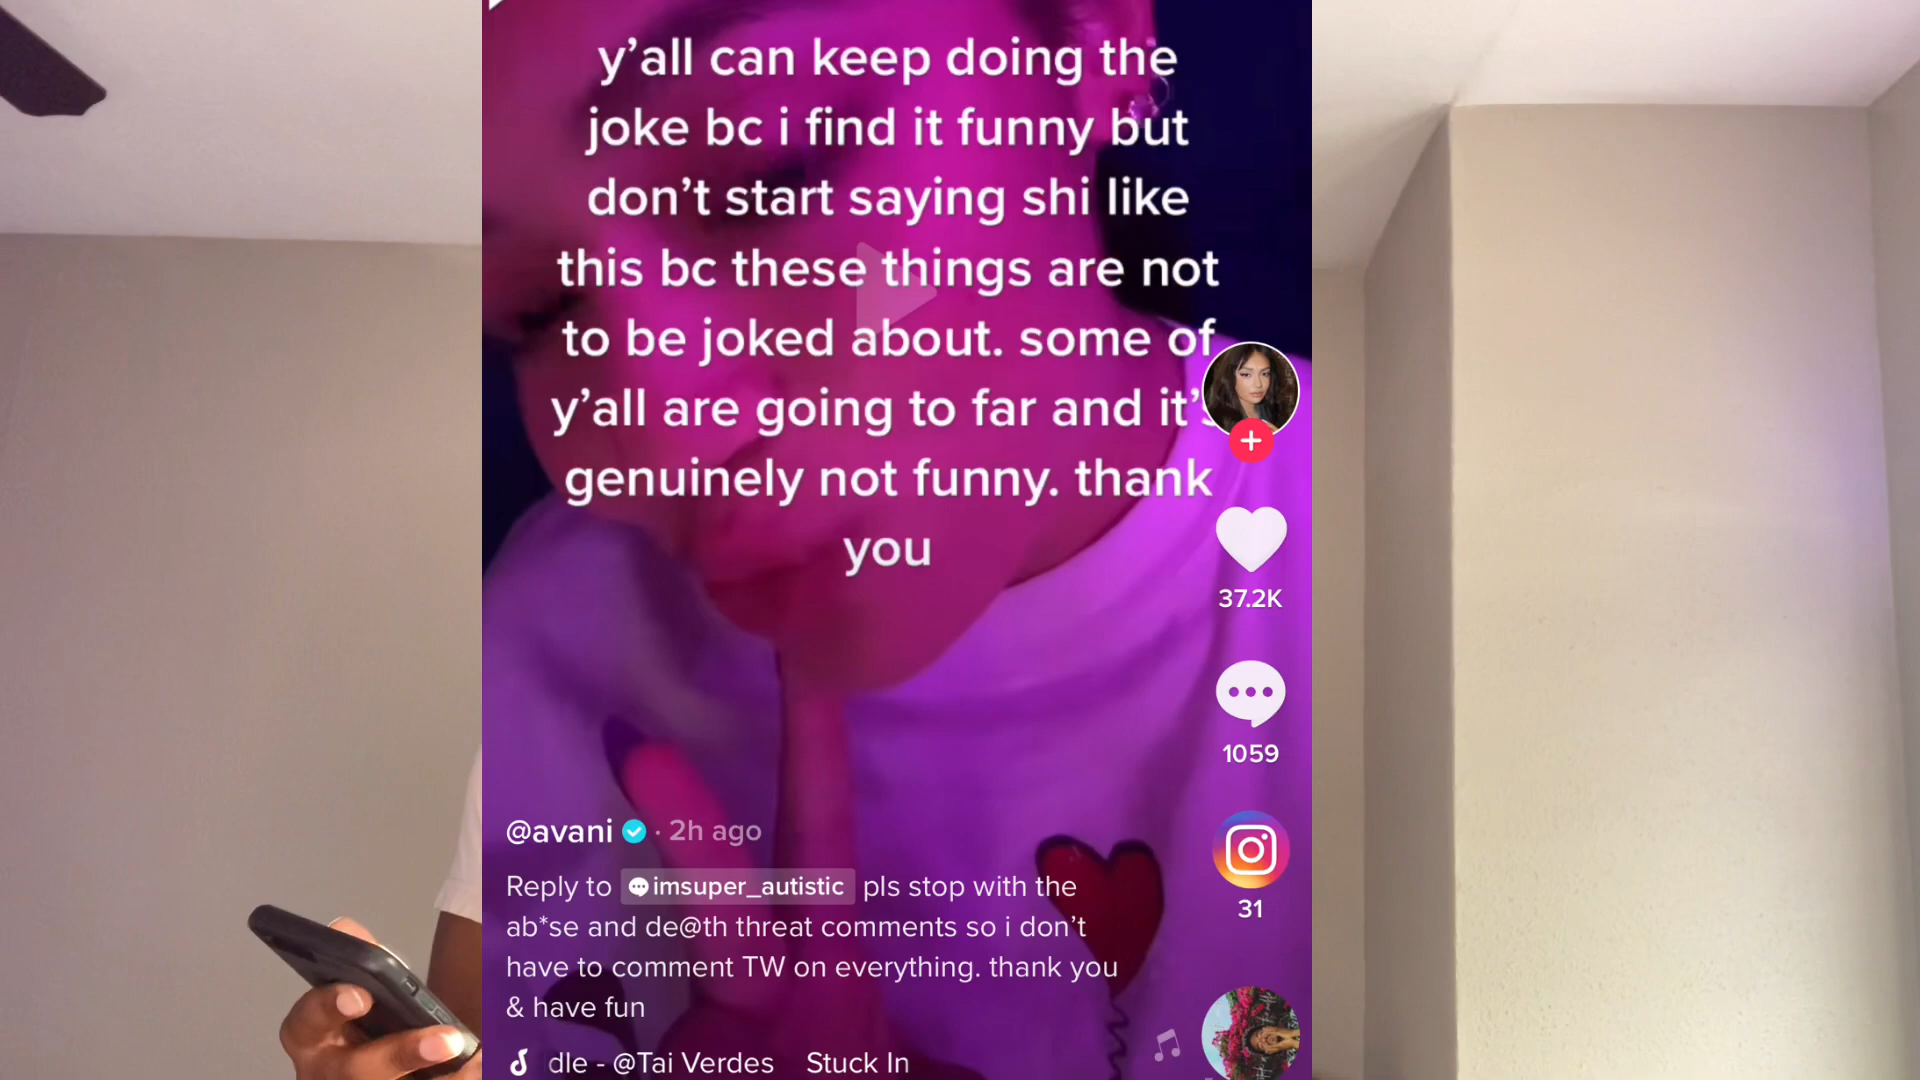 y'all can keep doing the
joke bc i find it funny but
don't start saying shi like
this bc these things are not
to be joked about. some of
y'all are going to far and it's
genuinely not funny. thank
you
37.2K
1059
31
@avani · 2h ago
Reply to imsuper_autistic pls stop with the
ab*se and de@th threat comments so i don't
have to comment TW on everything. thank you
& have fun
dle - @Tai Verdes Stuck In